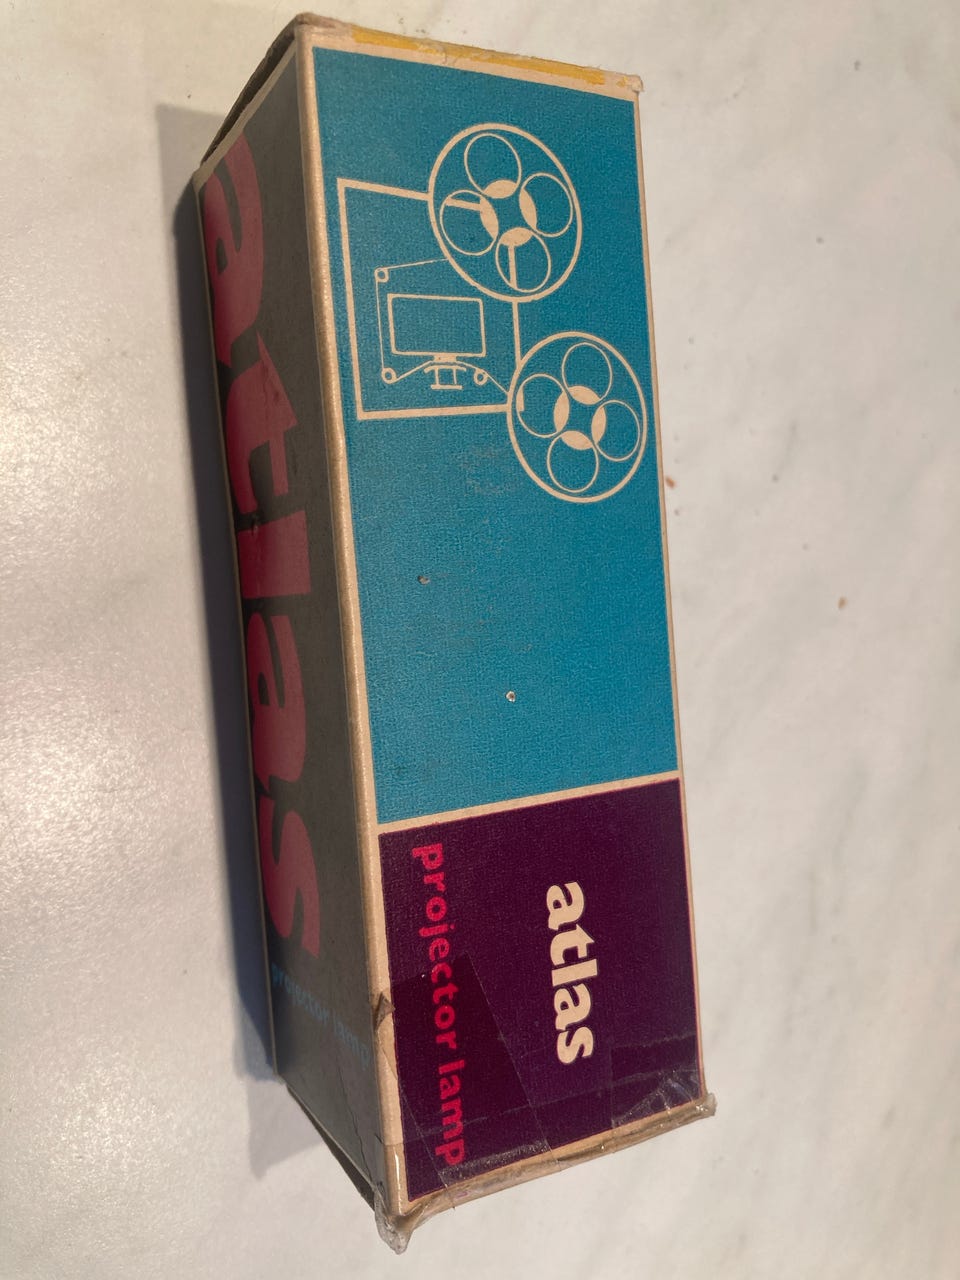 atlas
projector lamp
atlas
projector lamp